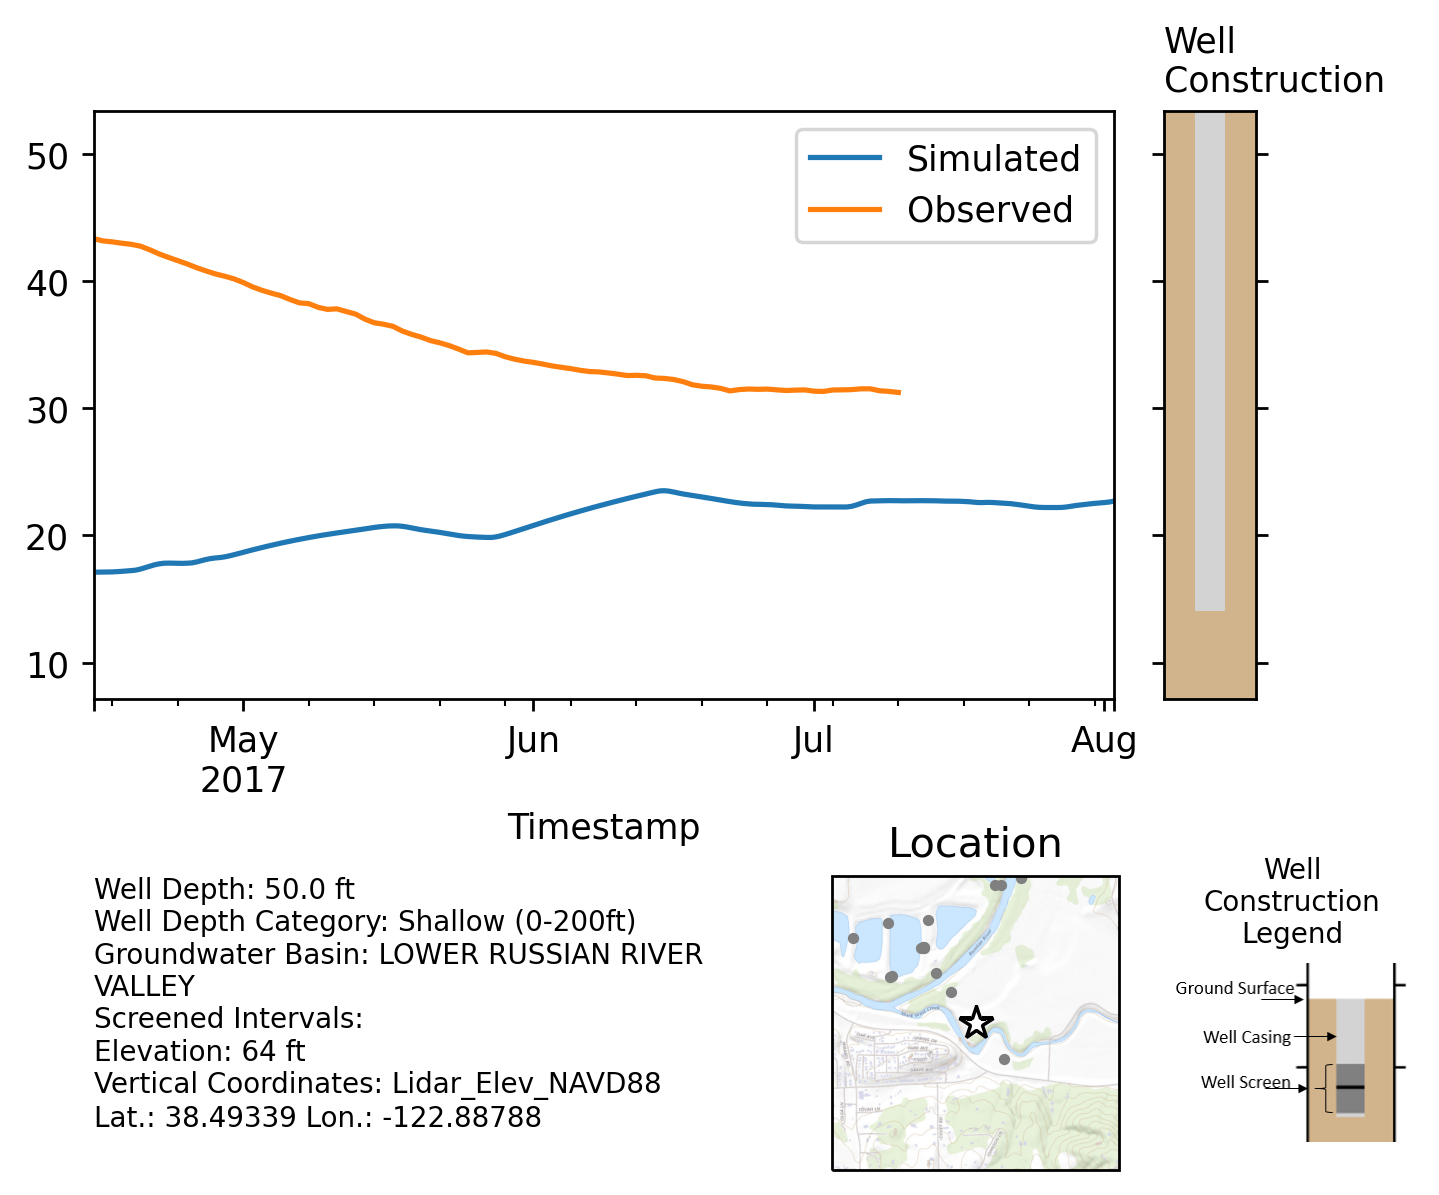 Well
Construction
50
40
30
20
10
Simulated
Observed
May
2017
Jun
Jul
Aug
Timestamp
Well Depth: 50.0 ft
Well Depth Category: Shallow (0-200ft)
Groundwater Basin: LOWER RUSSIAN RIVER
VALLEY
Screened Intervals:
Elevation: 64 ft
Vertical Coordinates: Lidar_Elev_NAVD88
Lat.: 38.49339 Lon.: -122.88788
Location
Well
Construction
Legend
Ground Surface
Well Casing
Well Screen